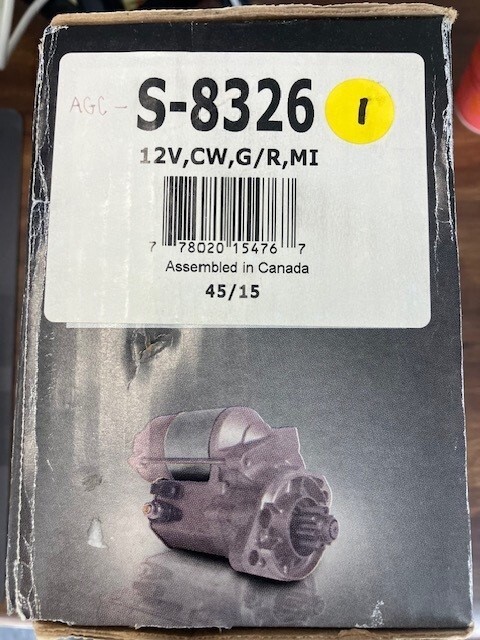 AGC - S-8326 1
12V,CW,G/R,MI
7 78020 15476 7
Assembled in Canada
45/15